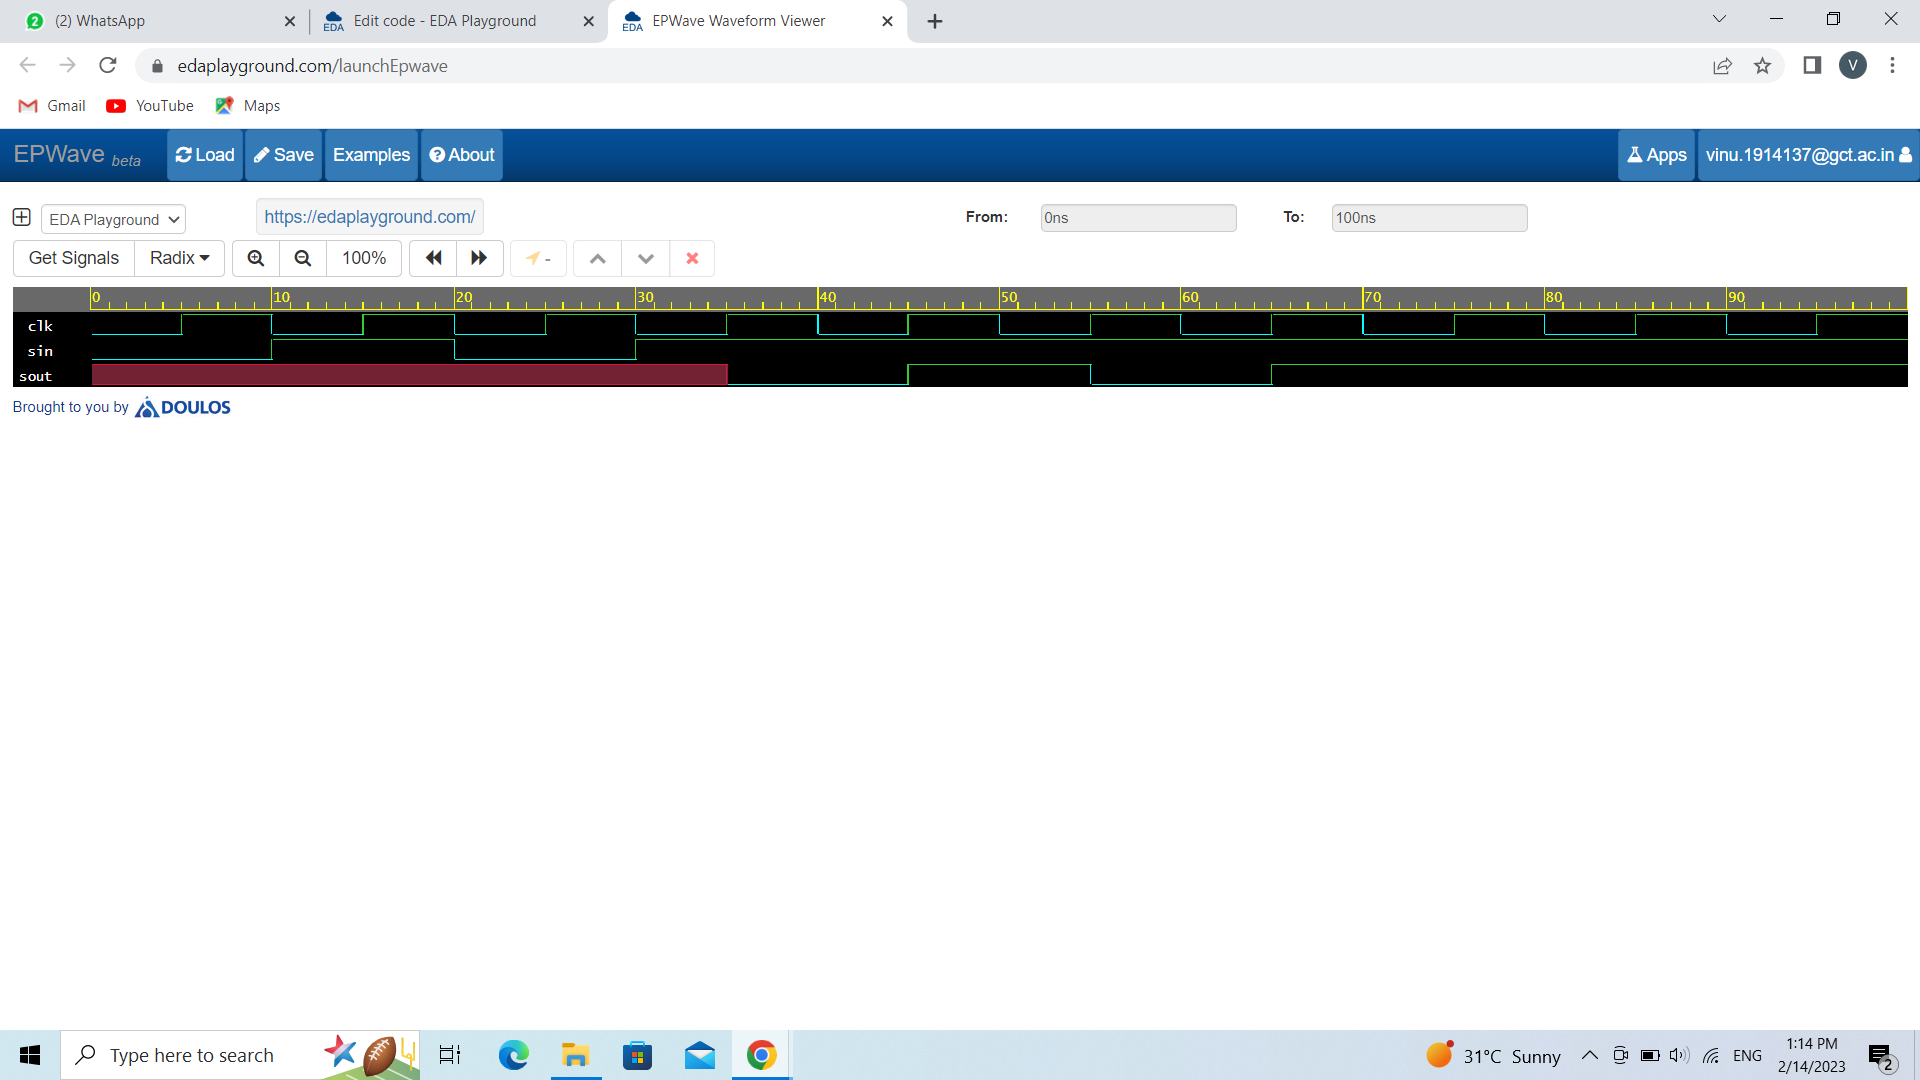 (2) WhatsApp
Edit code - EDA Playground
EPWave Waveform Viewer
edaplayground.com/launchEpwave
V
Gmail YouTube Maps
EPWave beta Load Save Examples About Apps vinu.1914137@gct.ac.in
EDA Playground https://edaplayground.com/ From: 0ns To: 100ns
Get Signals Radix 100% -
0 10 20 30 40 50 60 70 80 90
clk
sin
sout
Brought to you by DOULOS
Type here to search
31°C Sunny
ENG
1:14 PM
2/14/2023
2